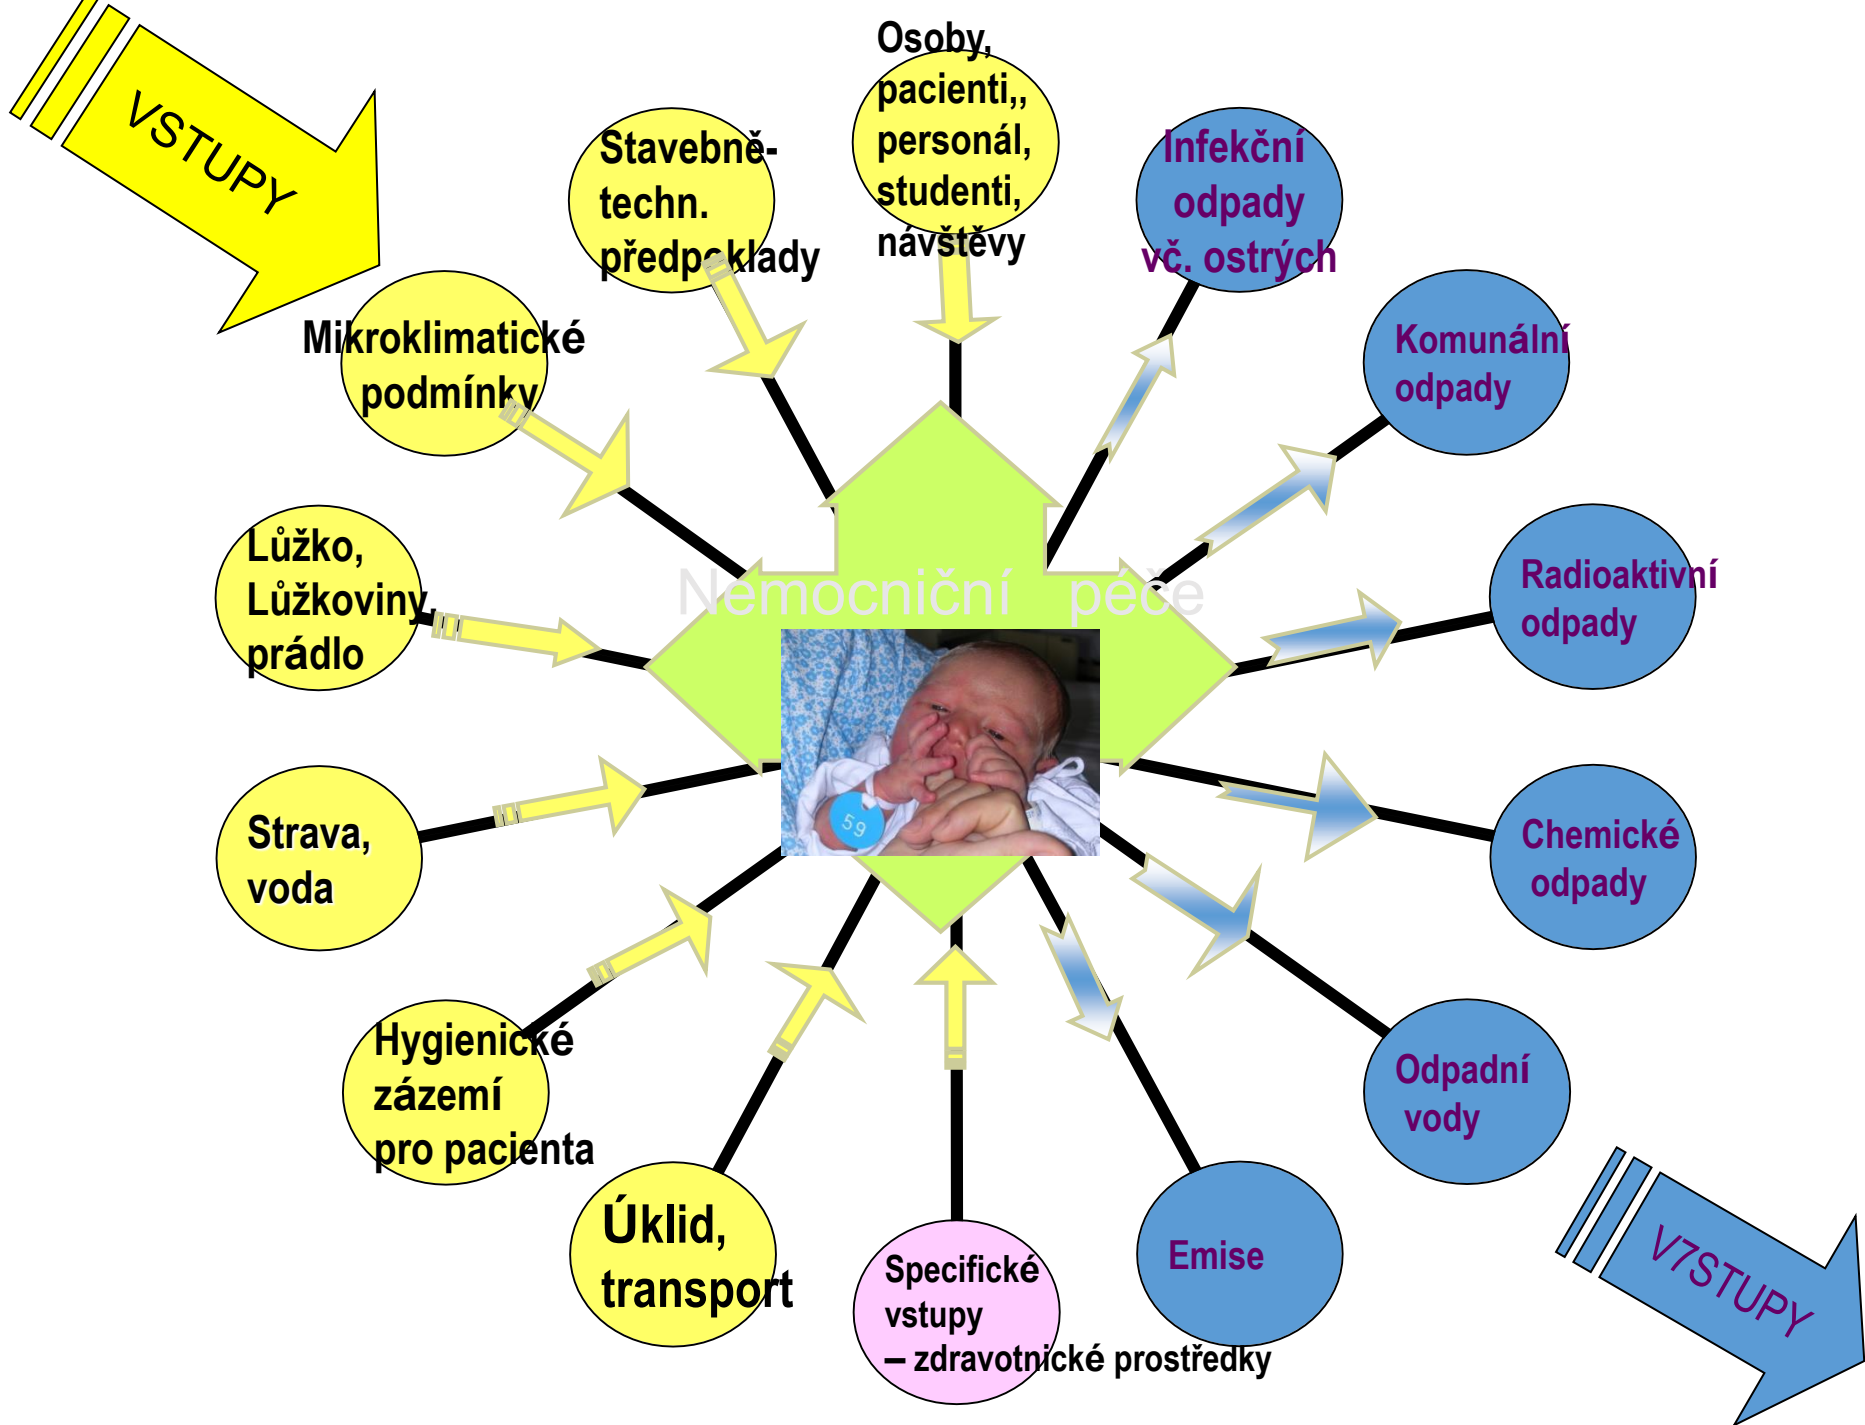 VSTUPY
Osoby,
pacienti,,
personál,
studenti,
návštěvy
Stavebně-
techn.
předpoklady
Infekční
odpady
vč. ostrých
Mikroklimatické
podmínky
Komunální
odpady
Lůžko,
Lůžkoviny,
prádlo
Radioaktivní
odpady
Nemocniční péče
59
Strava,
voda
Chemické
odpady
Hygienické
zázemí
pro pacienta
Odpadní
vody
Úklid,
transport
Specifické
vstupy
– zdravotnické prostředky
Emise
V7STUPY